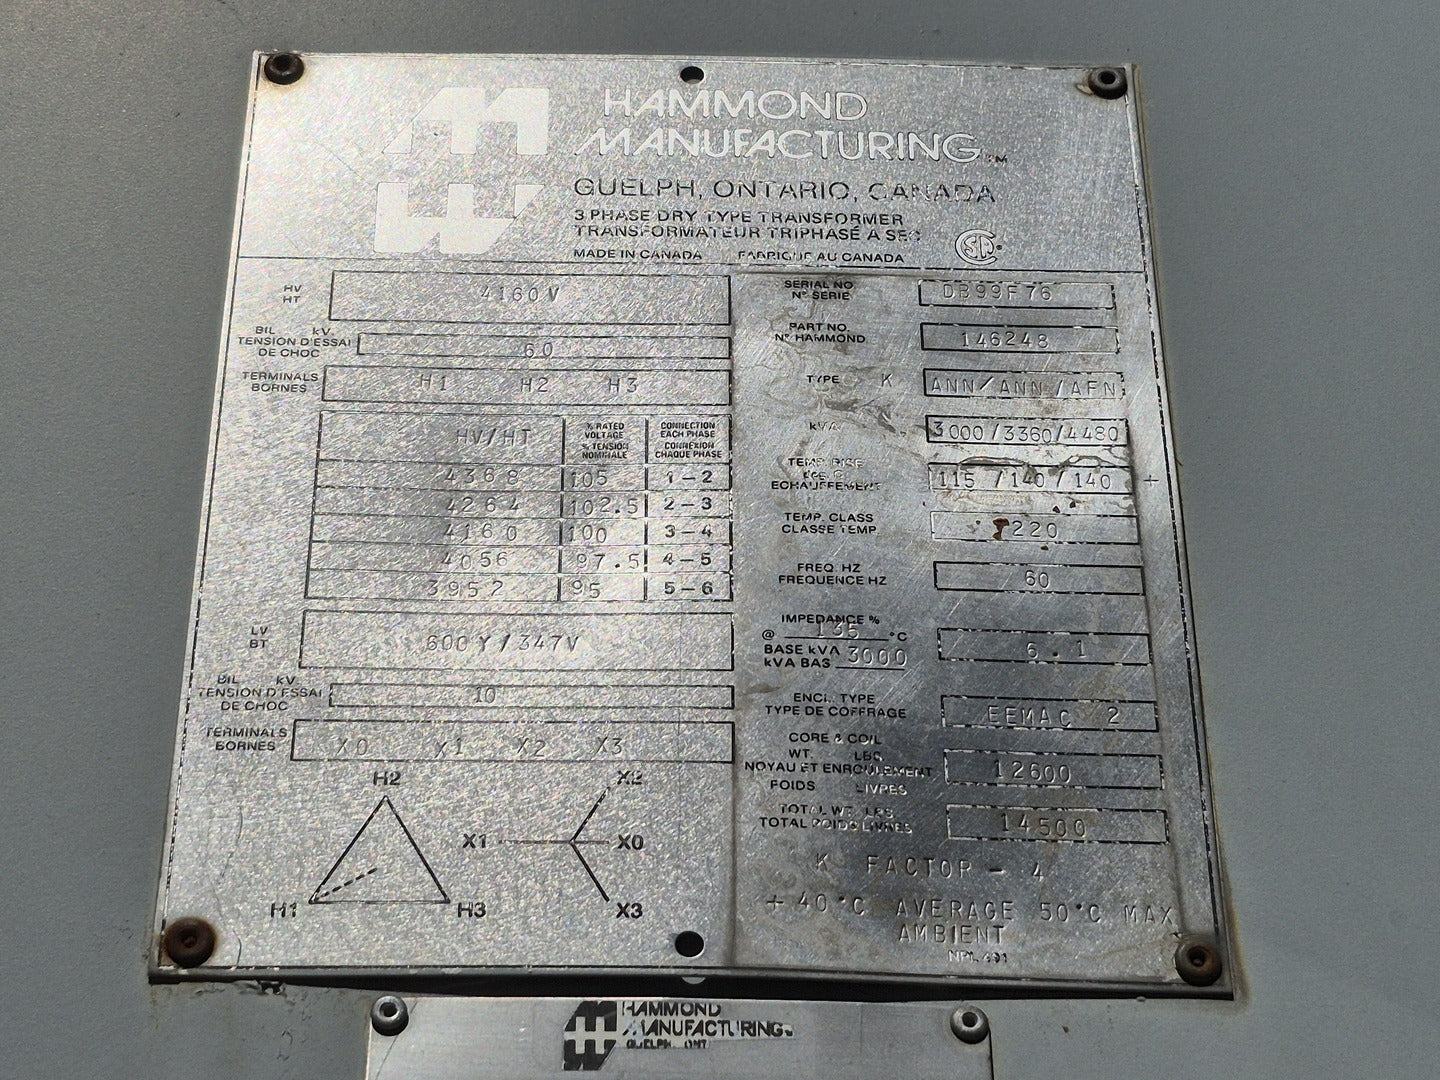 HAMMOND
MANUFACTURING TM
GUELPH, ONTARIO, CANADA
3 PHASE DRY TYPE TRANSFORMER
TRANSFORMATEUR TRIPHASÉ A SEC
MADE IN CANADA FABRIQUE AU CANADA
HV
HT
4160V
BIL kV
TENSION D'ESSAI
DE CHOC
60
TERMINALS
BORNES
H1 H2 H3
HV/HT
% RATED
VOLTAGE
% TENSION
NOMINALE
CONNECTION
EACH PHASE
CONNEXION
CHAQUE PHASE
4368 105 1-2
4264 102.5 2-3
4160 100 3-4
4056 97.5 4-5
3952 95 5-6
LV
BT
600Y/347V
BIL kV
TENSION D'ESSAI
DE CHOC
10
TERMINALS
BORNES
X0 X1 X2 X3
H2
H1 H3
X2
X1 X0
X3
SERIAL NO.
N° SÉRIE
DB99F76
PART NO.
N° HAMMOND
146248
TYPE K
ANN/ANN/AFN
kVA
3000/3360/4480
TEMP. RISE
ECHAUFFEMENT
115/140/140 +
TEMP. CLASS
CLASSE TEMP.
220
FREQ. HZ
FREQUENCE HZ
60
IMPEDANCE %
@ 135 °C
BASE kVA
kVA BAS 3000
6.1
ENCL. TYPE
TYPE DE COFFRAGE
EEMAC 2
CORE & COIL
WT. LBS
NOYAU ET ENROULEMENT
POIDS LIVRES
12600
TOTAL WT. LBS
TOTAL POIDS LIVRES
14500
K FACTOR - 4
+ 40°C AVERAGE 50°C MAX
AMBIENT
HAMMOND
MANUFACTURING
GUELPH, ONT